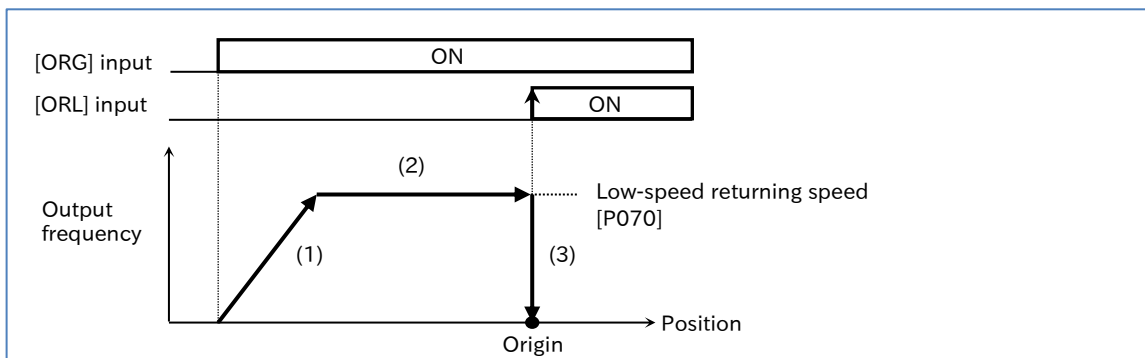 [ORG] input
ON
[ORL] input
ON
(2)
Low-speed returning speed
[P070]
Output
frequency
(1)
(3)
Position
Origin